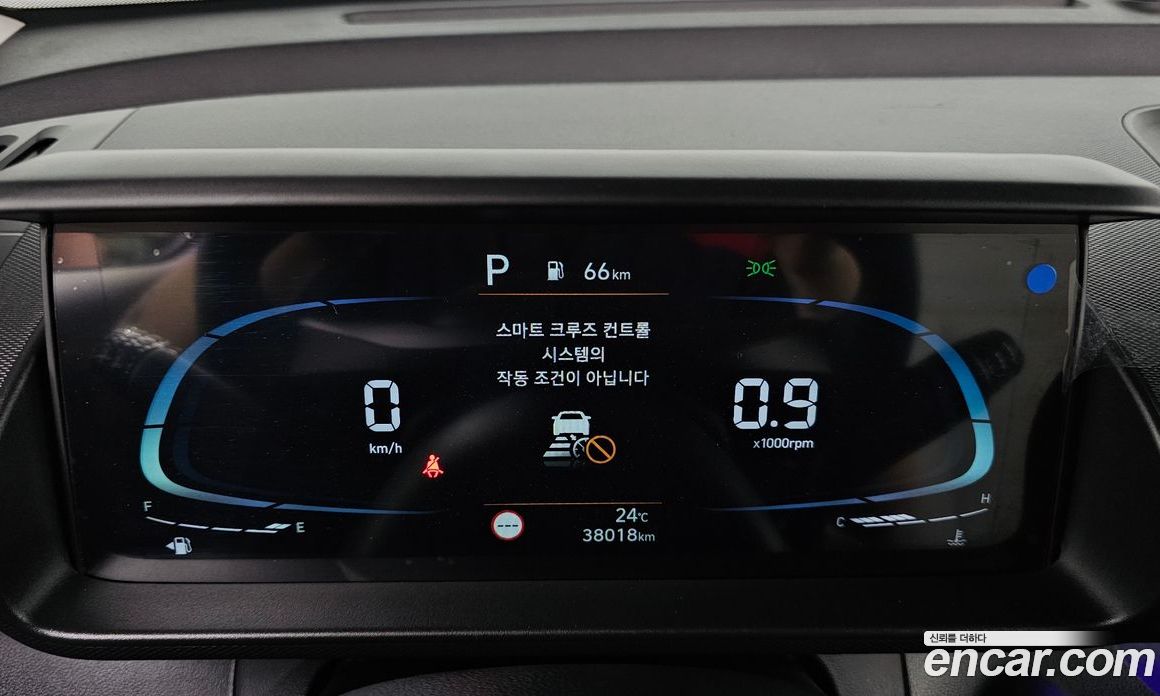 P 66km
스마트 크루즈 컨트롤
시스템의
작동 조건이 아닙니다
0
km/h
0.9
x1000rpm
F
E
C
H
---
24℃
38018km
신뢰를 더하다
encar.com